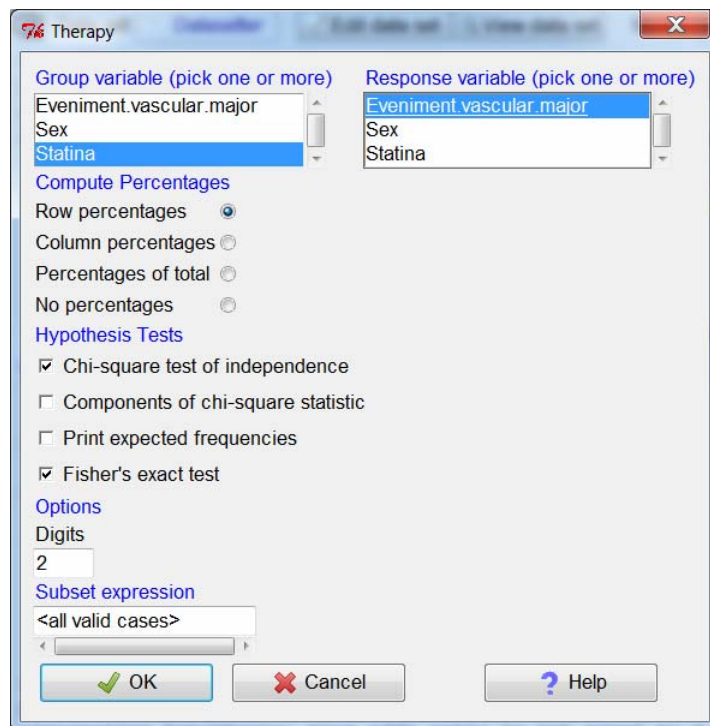 Therapy
Group variable (pick one or more)
Response variable (pick one or more)
Eveniment.vascular.major
Sex
Statina
Eveniment.vascular.major
Sex
Statina
Compute Percentages
Row percentages
Column percentages
Percentages of total
No percentages
Hypothesis Tests
Chi-square test of independence
Components of chi-square statistic
Print expected frequencies
Fisher's exact test
Options
Digits
2
Subset expression
<all valid cases>
OK
Cancel
? Help